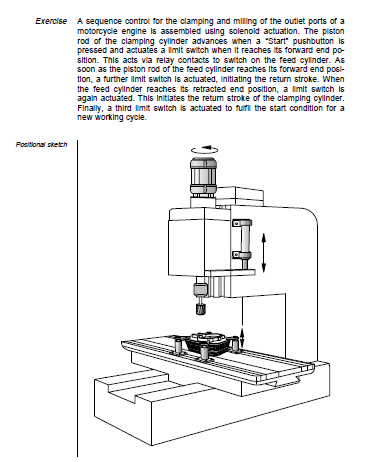 Exercise
A sequence control for the clamping and milling of the outlet ports of a
motorcycle engine is assembled using solenoid actuation. The piston
rod of the clamping cylinder advances when a "Start" pushbutton is
pressed and actuates a limit switch when it reaches its forward end po-
sition. This acts via relay contacts to switch on the feed cylinder. As
soon as the piston rod of the feed cylinder reaches its forward end posi-
tion, a further limit switch is actuated, initiating the return stroke. When
the feed cylinder reaches its retracted end position, a limit switch is
again actuated. This initiates the return stroke of the clamping cylinder.
Finally, a third limit switch is actuated to fulfil the start condition for a
new working cycle.
Positional sketch